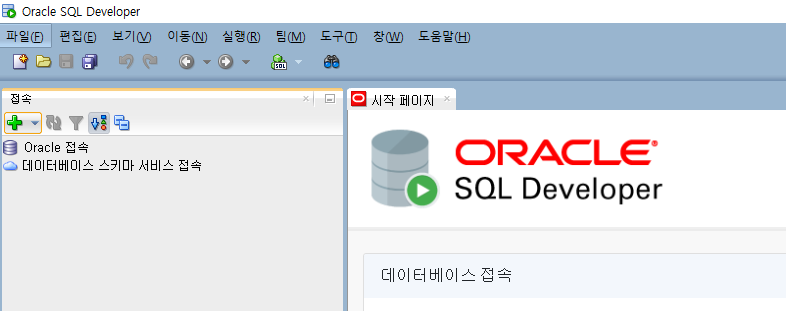 Oracle SQL Developer
파일(F) 편집(E) 보기(V) 이동(N) 실행(R) 팀(M) 도구(T) 창(W) 도움말(H)
SQL
접속
Oracle 접속
데이터베이스 스키마 서비스 접속
시작 페이지
ORACLE®
SQL Developer
데이터베이스 접속